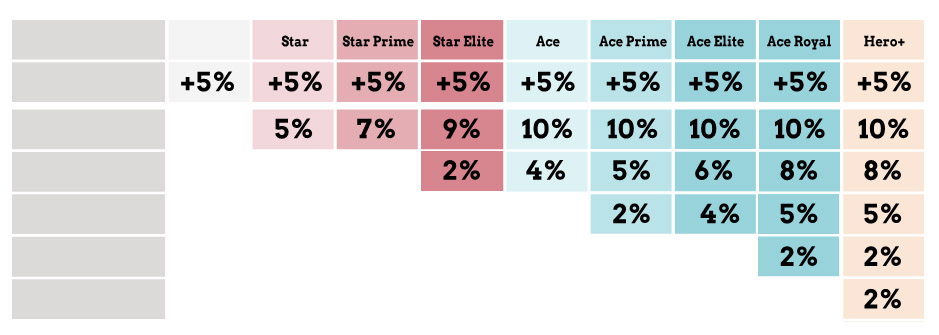 Star Star Prime Star Elite Ace Ace Prime Ace Elite Ace Royal Hero+
+5% +5% +5% +5% +5% +5% +5% +5% +5%
5% 7% 9% 10% 10% 10% 10% 10%
2% 4% 5% 6% 8% 8%
2% 4% 5% 5%
2% 2%
2%